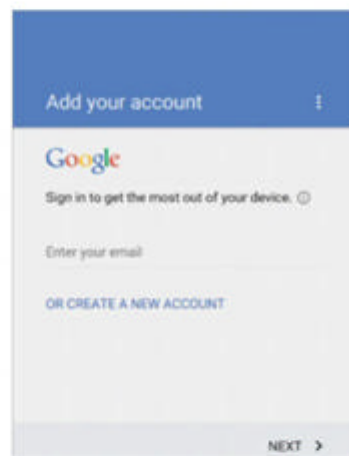 Add your account
Google
Sign in to get the most out of your device.
Enter your email
OR CREATE A NEW ACCOUNT
NEXT